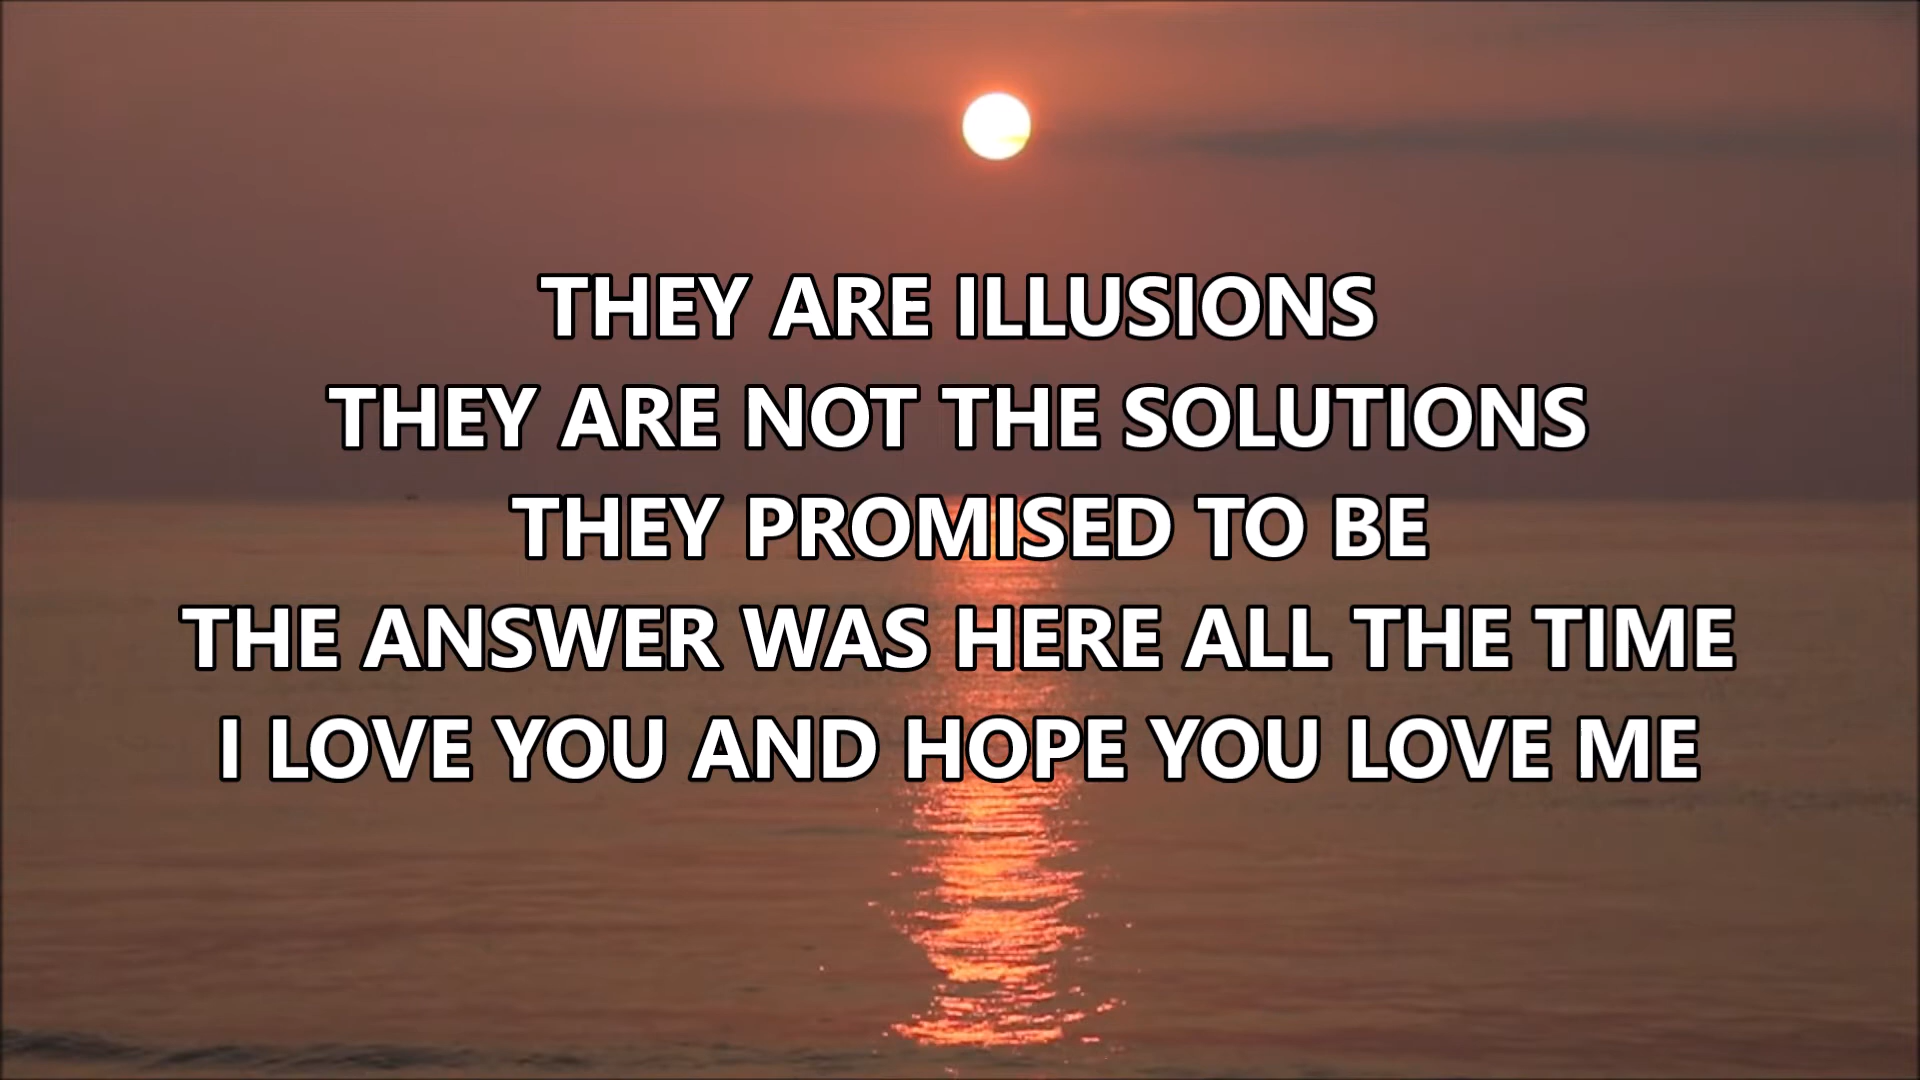 THEY ARE ILLUSIONS
THEY ARE NOT THE SOLUTIONS
THEY PROMISED TO BE
THE ANSWER WAS HERE ALL THE TIME
I LOVE YOU AND HOPE YOU LOVE ME